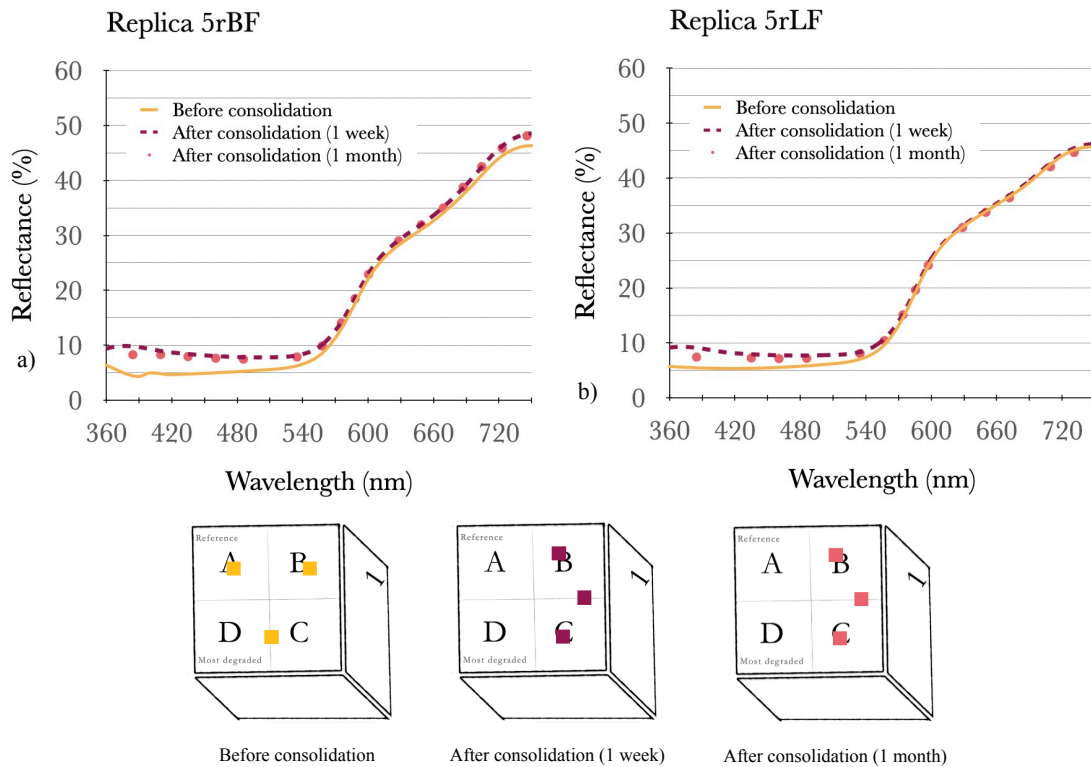 Replica 5rBF
60
50
40
30
20
10
0
Reflectance (%)
Before consolidation
After consolidation (1 week)
After consolidation (1 month)
a)
360 420 480 540 600 660 720
Wavelength (nm)
Replica 5rLF
60
50
40
30
20
10
0
Reflectance (%)
Before consolidation
After consolidation (1 week)
After consolidation (1 month)
b)
360 420 480 540 600 660 720
Wavelength (nm)
Reference
A B
D C
Most degraded
1
Before consolidation
Reference
A B
D C
Most degraded
1
After consolidation (1 week)
Reference
A B
D C
Most degraded
1
After consolidation (1 month)